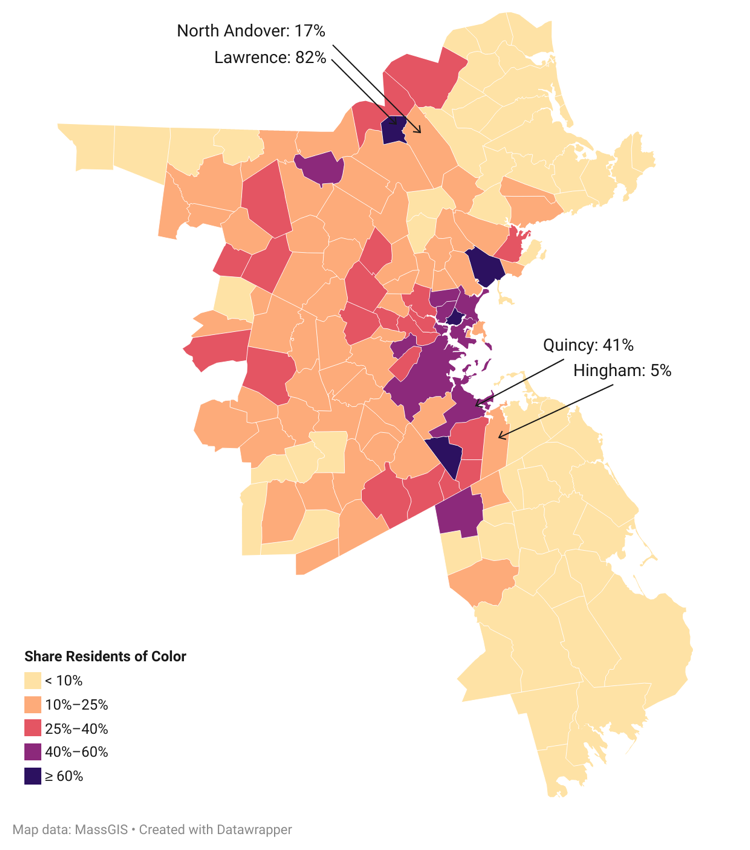 North Andover: 17%
Lawrence: 82%
Quincy: 41%
Hingham: 5%
Share Residents of Color
< 10%
10%–25%
25%–40%
40%–60%
≥ 60%
Map data: MassGIS • Created with Datawrapper